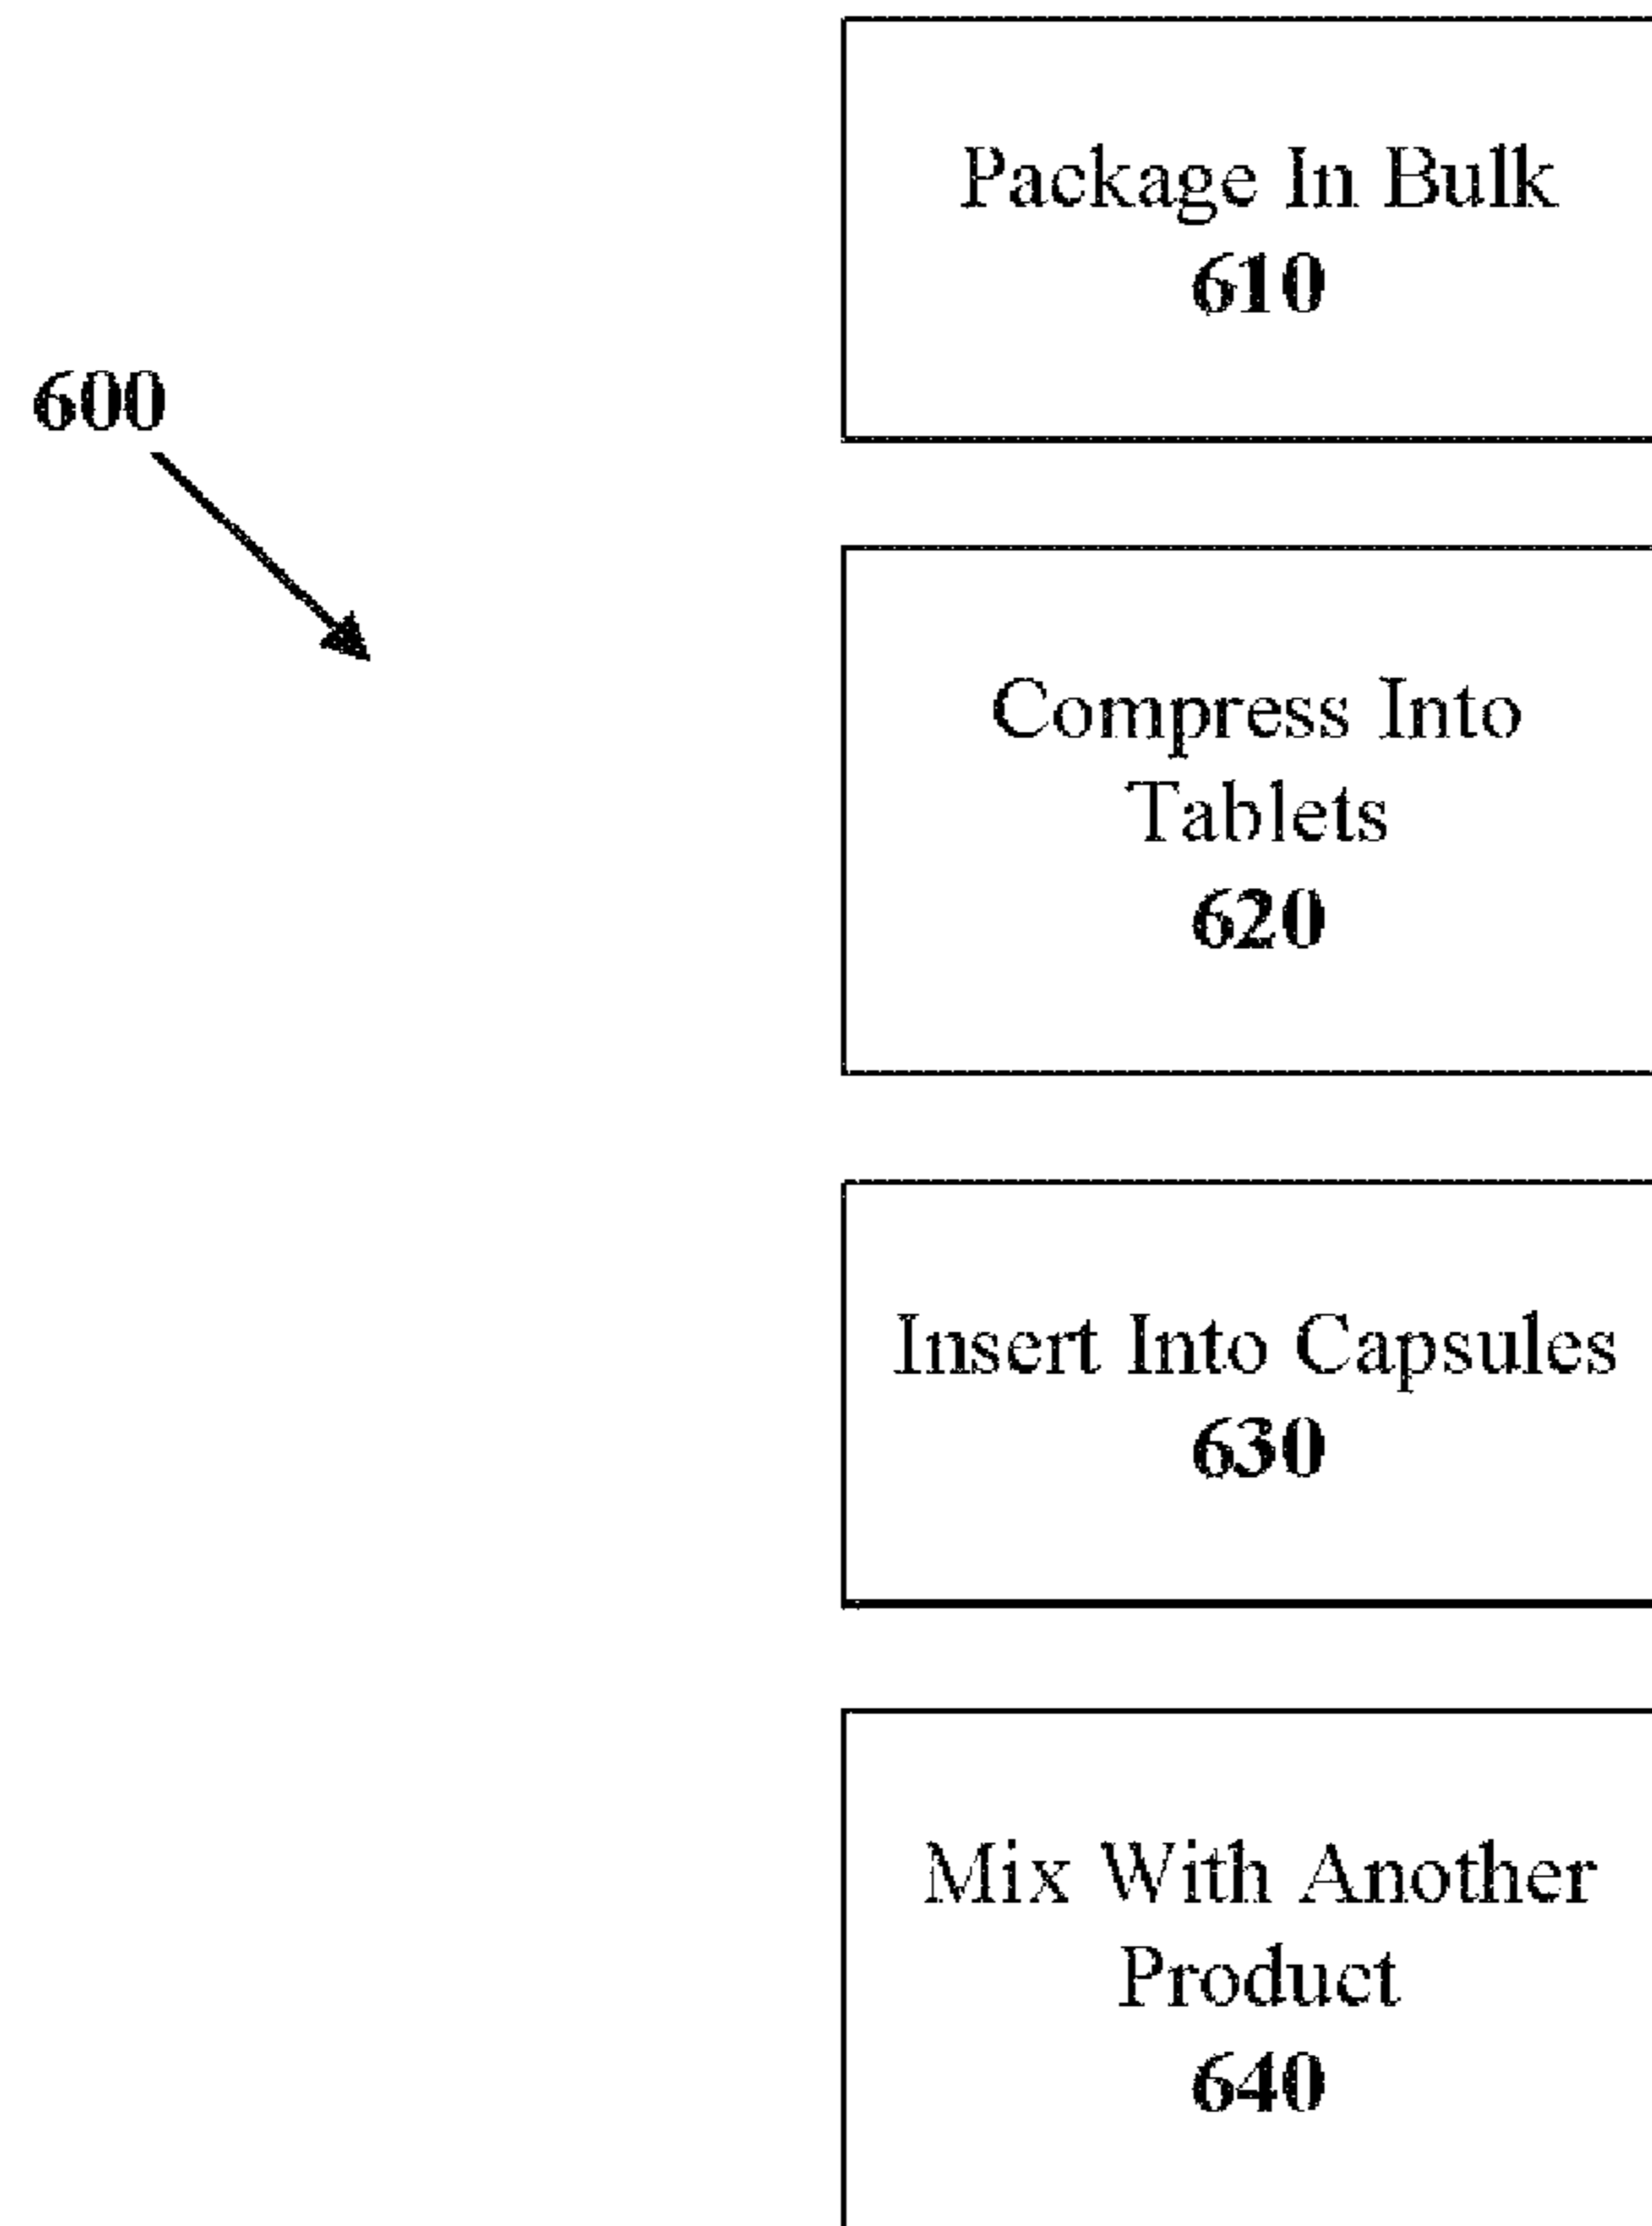 Package In Bulk
610
600
Compress Into
Tablets
620
Insert Into Capsules
630
Mix With Another
Product
640